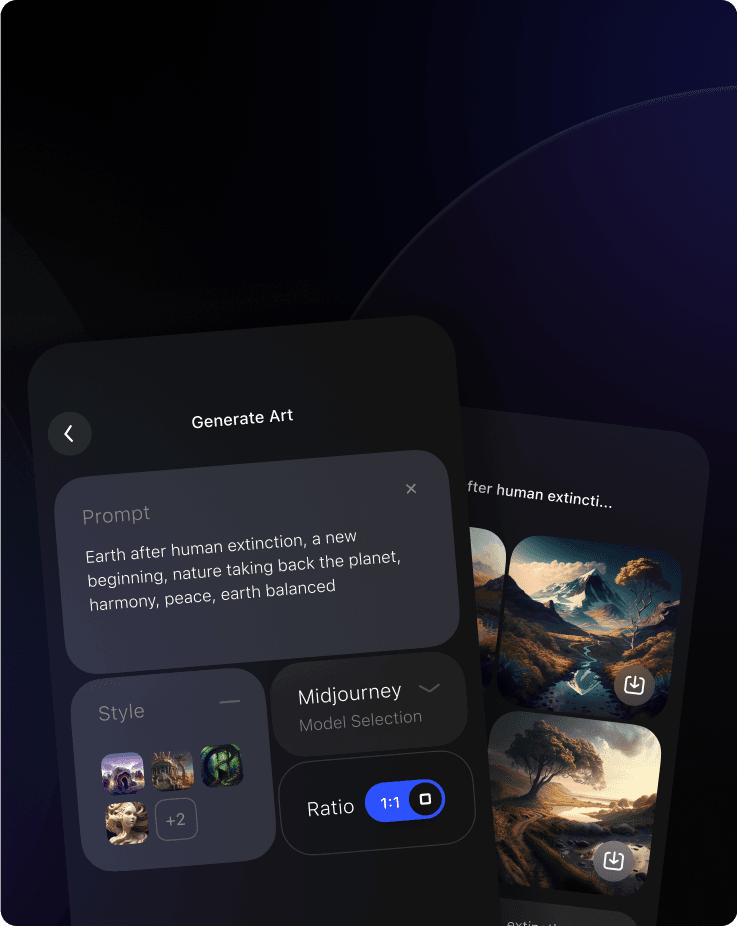 Generate Art
Prompt
Earth after human extinction, a new
beginning, nature taking back the planet,
harmony, peace, earth balanced
Style
+2
Midjourney
Model Selection
Ratio
1:1
fter human extincti...